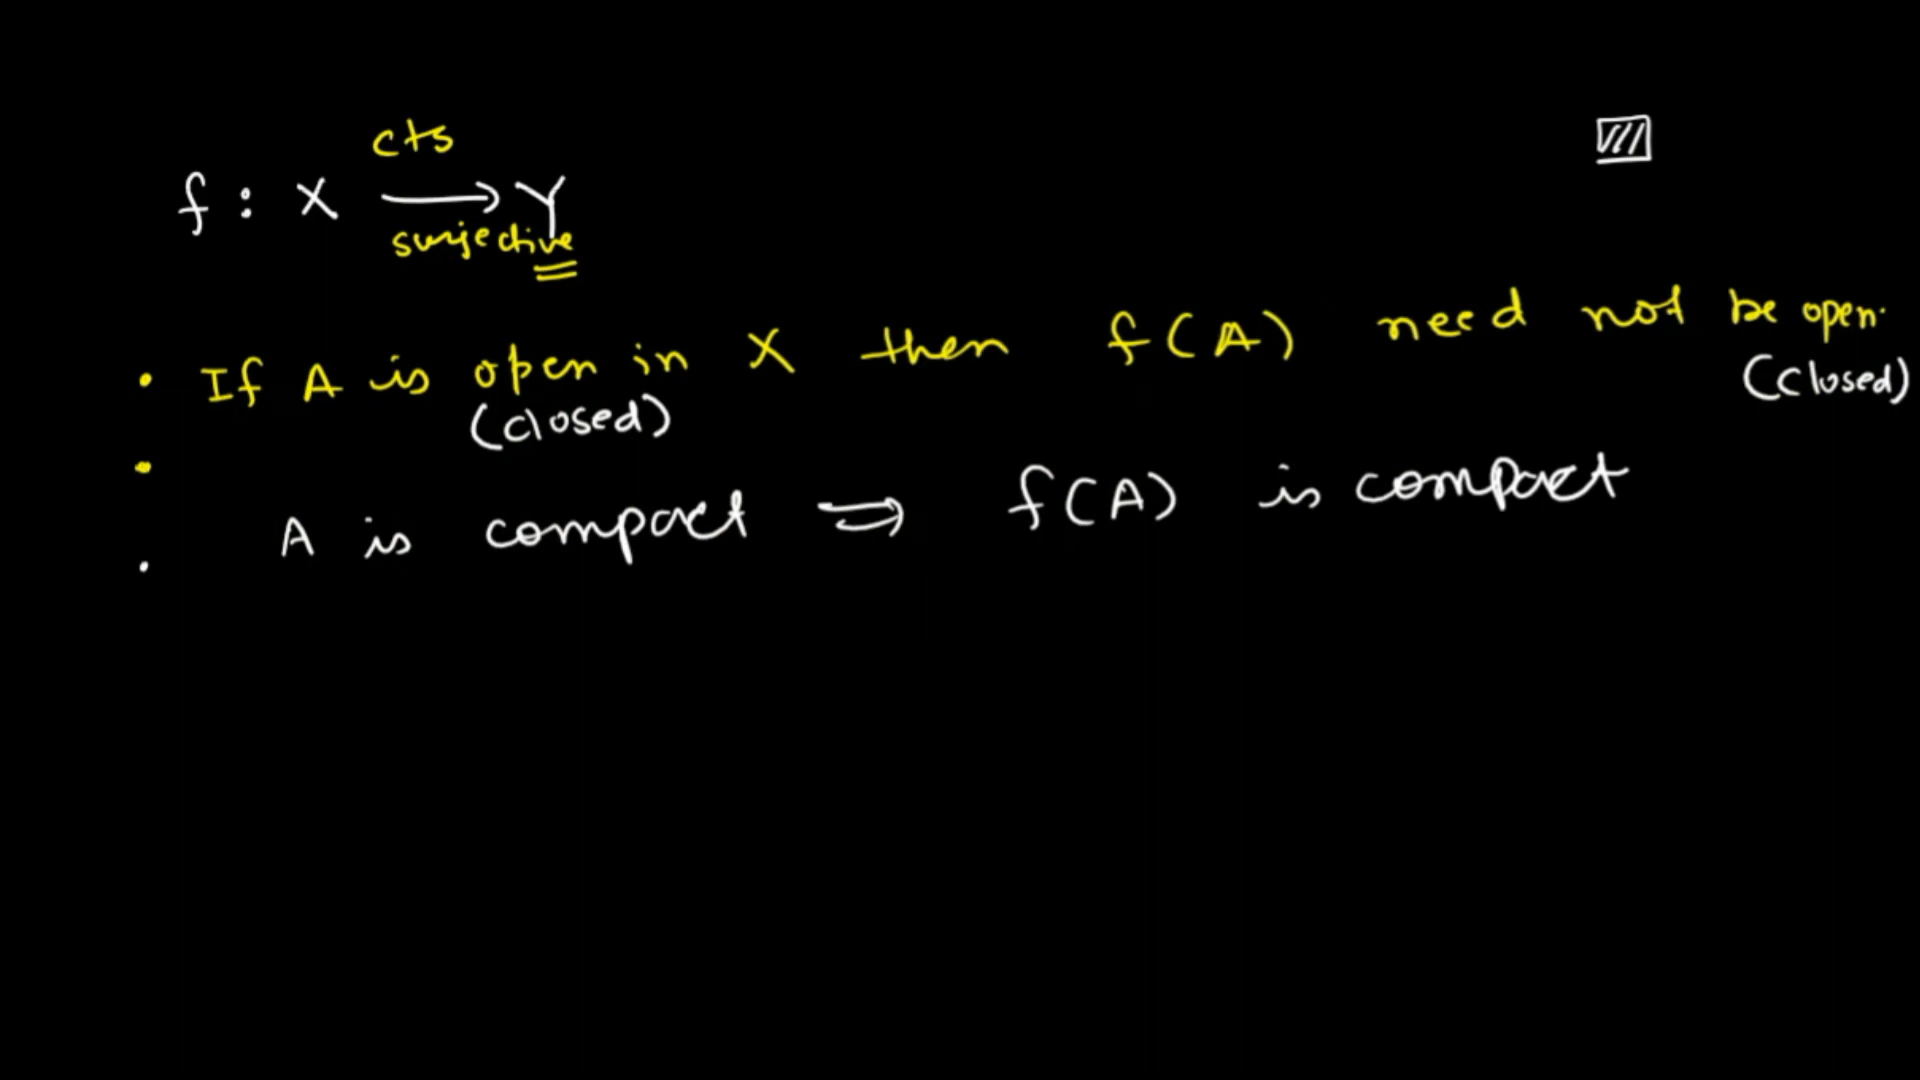 cts
f : X ⟶ Y
surjective
• If A is open in X then f(A) need not be open.
(closed) (closed)
•
• A is compact ⇒ f(A) is compact